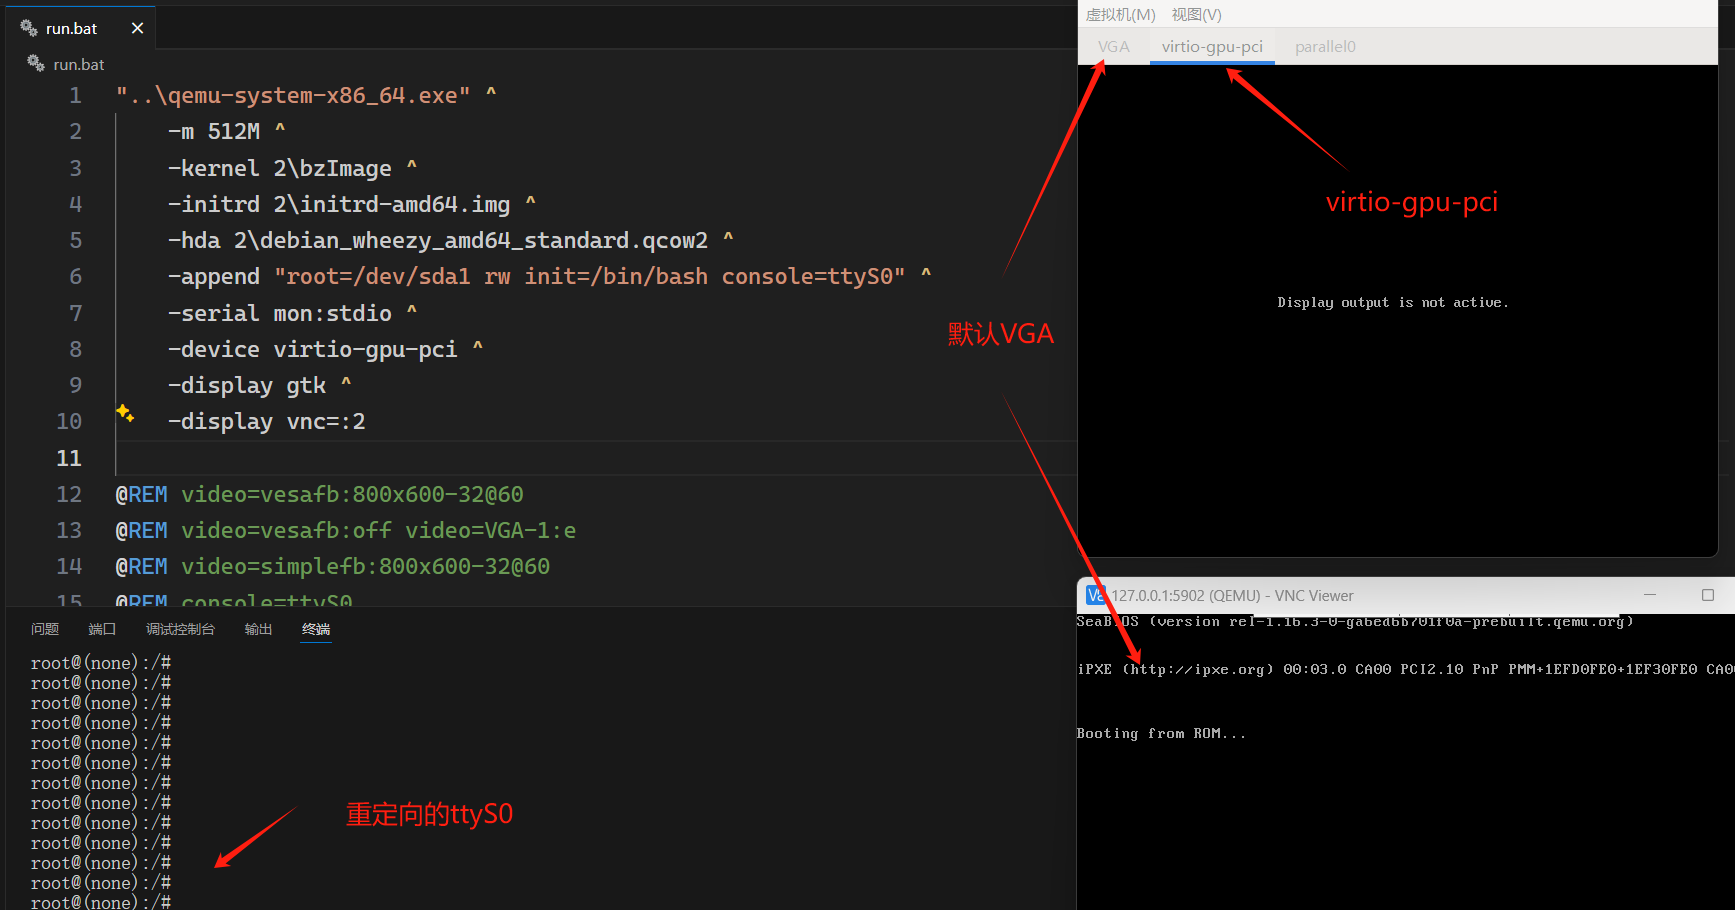 run.bat
run.bat
1 "..\qemu-system-x86_64.exe" ^
2 -m 512M ^
3 -kernel 2\bzImage ^
4 -initrd 2\initrd-amd64.img ^
5 -hda 2\debian_wheezy_amd64_standard.qcow2 ^
6 -append "root=/dev/sda1 rw init=/bin/bash console=ttyS0" ^
7 -serial mon:stdio ^
8 -device virtio-gpu-pci ^
9 -display gtk ^
10 -display vnc=:2
11
12 @REM video=vesafb:800x600-32@60
13 @REM video=vesafb:off video=VGA-1:e
14 @REM video=simplefb:800x600-32@60
15 @REM console=ttyS0
问题 端口 调试控制台 输出 终端
root@(none):/#
root@(none):/#
root@(none):/#
root@(none):/#
root@(none):/#
root@(none):/#
root@(none):/#
root@(none):/#
root@(none):/#
root@(none):/#
root@(none):/#
root@(none):/#
root@(none):/#
重定向的ttyS0
默认VGA
虚拟机(M) 视图(V)
VGA virtio-gpu-pci parallel0
virtio-gpu-pci
Display output is not active.
127.0.0.1:5902 (QEMU) - VNC Viewer
SeaBIOS (version rel-1.16.3-0-ga6ed6b701f0a-prebuilt.qemu.org)
iPXE (http://ipxe.org) 00:03.0 CA00 PCI2.10 PnP PMM+1EFD0FE0+1EF30FE0 CA00
Booting from ROM...